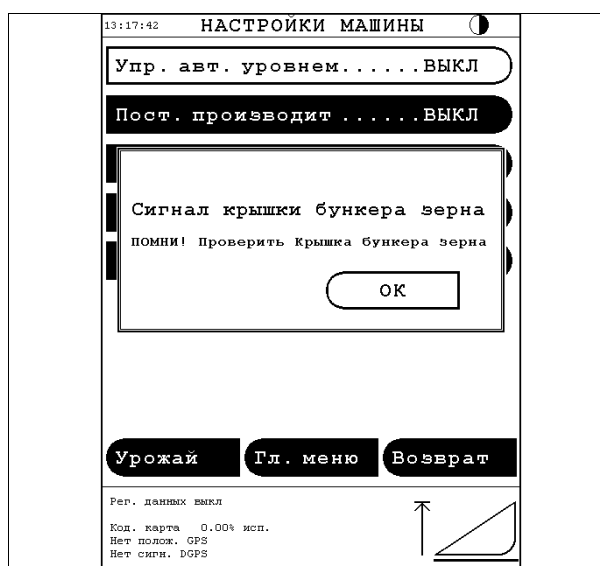 13:17:42 НАСТРОЙКИ МАШИНЫ
Упр. авт. уровнем......ВЫКЛ
Пост. производит ......ВЫКЛ
Сигнал крышки бункера зерна
ПОМНИ! Проверить Крышка бункера зерна
ОК
Урожай Гл. меню Возврат
Рег. данных выкл
Код. карта 0.00% исп.
Нет полож. GPS
Нет сигн. DGPS